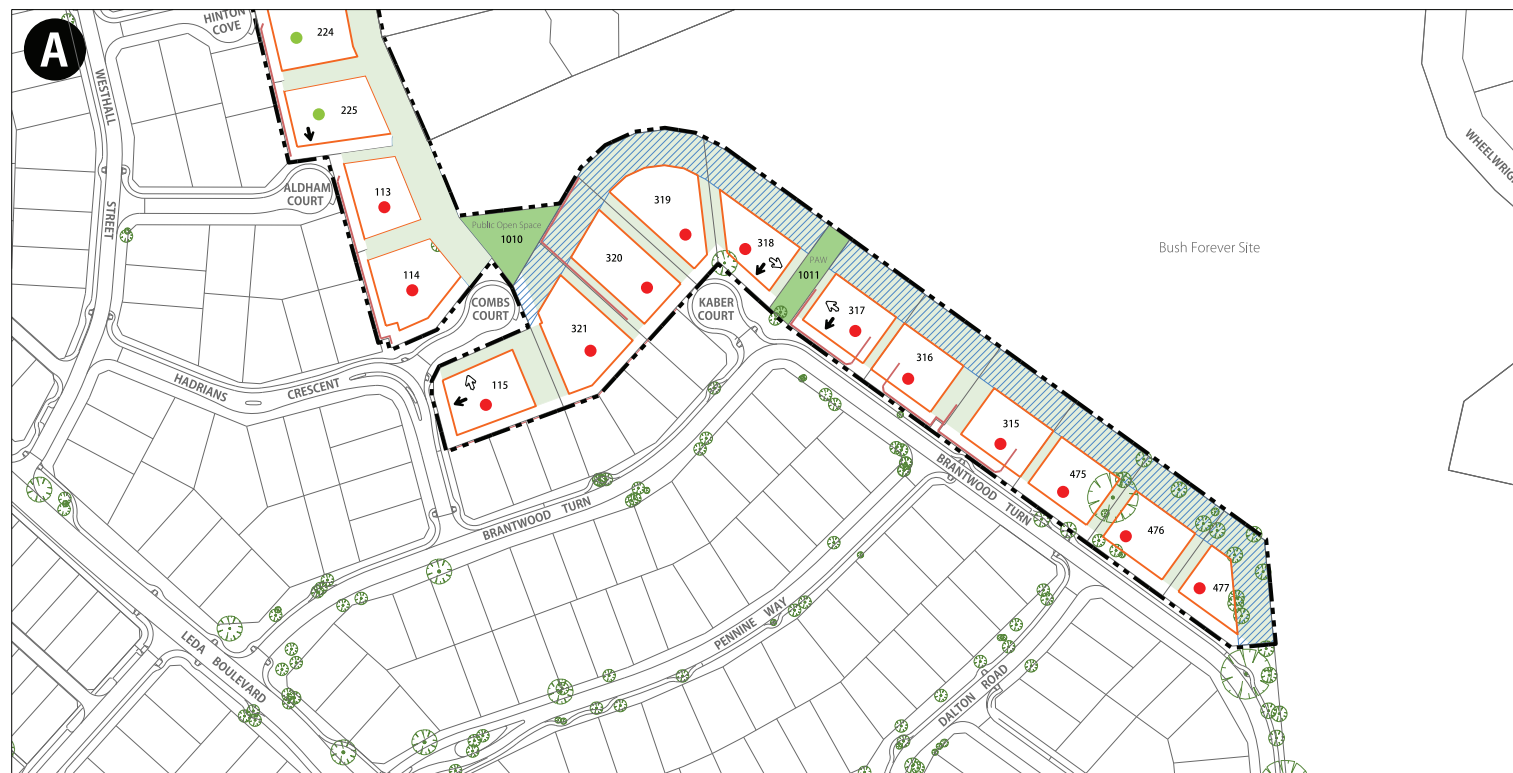 A
HINTON
COVE
224
WESTHALL
STREET
225
ALDHAM
COURT
113
114
Public Open Space
1010
319
320
321
318
PAW
1011
Bush Forever Site
COMBS
COURT
KABER
COURT
317
316
115
HADRIANS CRESCENT
315
475
476
477
BRANTWOOD TURN
BRANTWOOD TURN
PENNINE WAY
LEDA BOULEVARD
DALTON ROAD